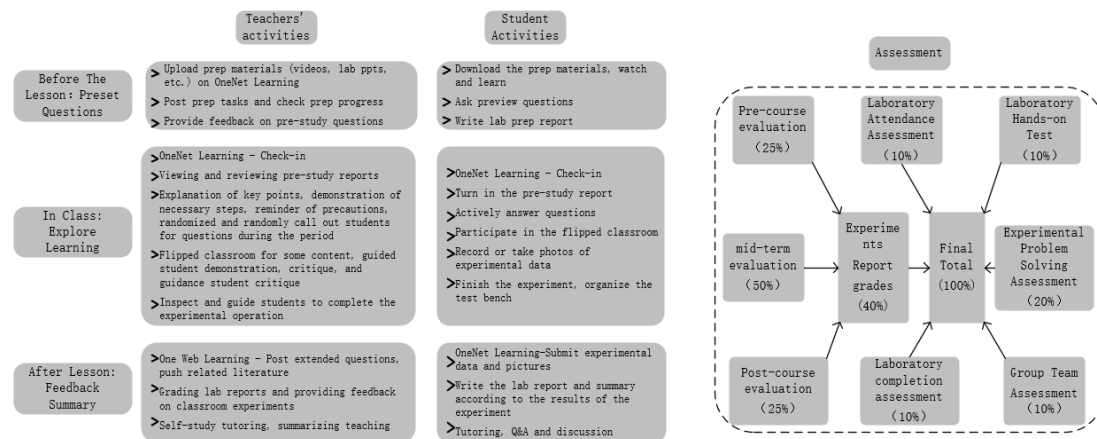 Teachers'
activities
Student
Activities
Before The
Lesson: Preset
Questions
Upload prep materials (videos, lab ppts,
etc.) on OneNet Learning
Post prep tasks and check prep progress
Provide feedback on pre-study questions
Download the prep materials, watch
and learn
Ask preview questions
Write lab prep report
In Class:
Explore
Learning
OneNet Learning - Check-in
Viewing and reviewing pre-study reports
Explanation of key points, demonstration of
necessary steps, reminder of precautions,
randomized and randomly call out students
for questions during the period
Flipped classroom for some content, guided
student demonstration, critique, and
guidance student critique
Inspect and guide students to complete the
experimental operation
OneNet Learning - Check-in
Turn in the pre-study report
Actively answer questions
Participate in the flipped classroom
Record or take photos of
experimental data
Finish the experiment, organize the
test bench
After Lesson:
Feedback
Summary
One Web Learning - Post extended questions,
push related literature
Grading lab reports and providing feedback
on classroom experiments
Self-study tutoring, summarizing teaching
OneNet Learning-Submit experimental
data and pictures
Write the lab report and summary
according to the results of the
experiment
Tutoring, Q&A and discussion
Assessment
Pre-course
evaluation
(25%)
Laboratory
Attendance
Assessment
(10%)
Laboratory
Hands-on
Test
(10%)
mid-term
evaluation
(50%)
Experime
nts
Report
grades
(40%)
Final
Total
(100%)
Experimental
Problem
Solving
Assessment
(20%)
Post-course
evaluation
(25%)
Laboratory
completion
assessment
(10%)
Group Team
Assessment
(10%)